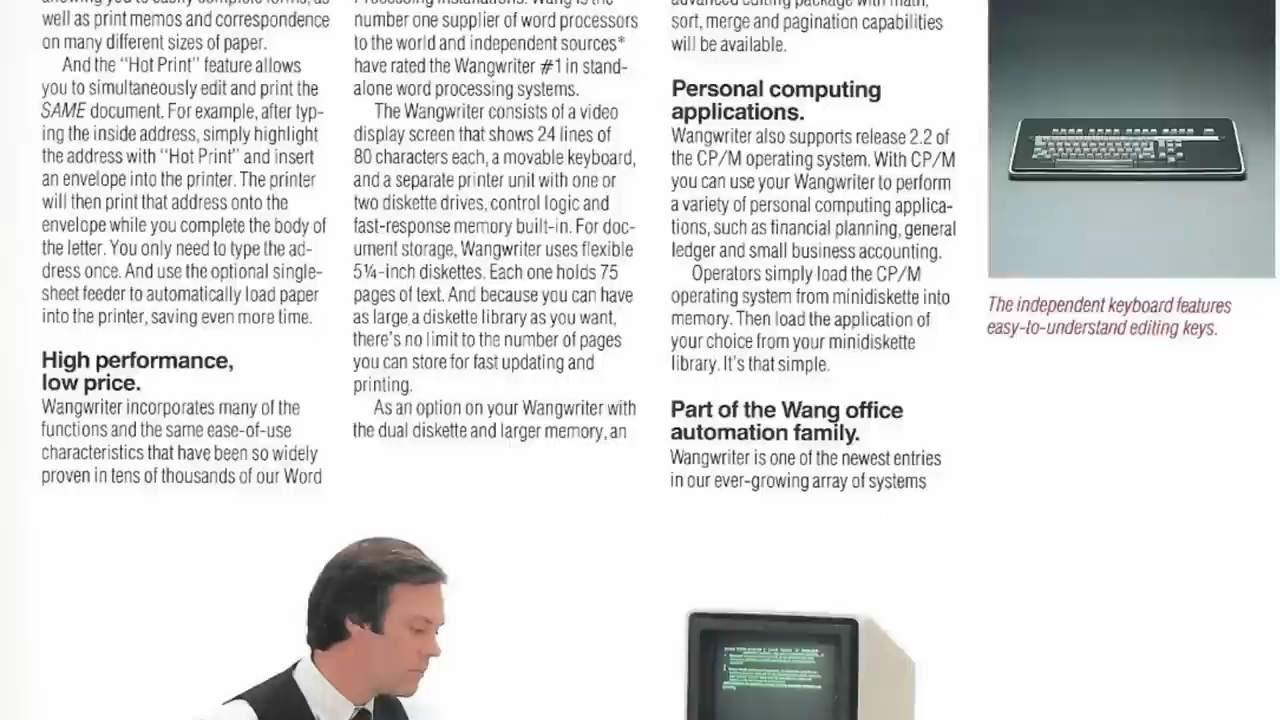 allowing you to easily complete forms, as
well as print memos and correspondence
on many different sizes of paper.
And the "Hot Print" feature allows
you to simultaneously edit and print the
SAME document. For example, after typ-
ing the inside address, simply highlight
the address with "Hot Print" and insert
an envelope into the printer. The printer
will then print that address onto the
envelope while you complete the body of
the letter. You only need to type the ad-
dress once. And use the optional single-
sheet feeder to automatically load paper
into the printer, saving even more time.
High performance,
low price.
Wangwriter incorporates many of the
functions and the same ease-of-use
characteristics that have been so widely
proven in tens of thousands of our Word
Processing installations. Wang is the
number one supplier of word processors
to the world and independent sources*
have rated the Wangwriter #1 in stand-
alone word processing systems.
The Wangwriter consists of a video
display screen that shows 24 lines of
80 characters each, a movable keyboard,
and a separate printer unit with one or
two diskette drives, control logic and
fast-response memory built-in. For doc-
ument storage, Wangwriter uses flexible
5¼-inch diskettes. Each one holds 75
pages of text. And because you can have
as large a diskette library as you want,
there's no limit to the number of pages
you can store for fast updating and
printing.
As an option on your Wangwriter with
the dual diskette and larger memory, an
advanced editing package with math,
sort, merge and pagination capabilities
will be available.
Personal computing
applications.
Wangwriter also supports release 2.2 of
the CP/M operating system. With CP/M
you can use your Wangwriter to perform
a variety of personal computing applica-
tions, such as financial planning, general
ledger and small business accounting.
Operators simply load the CP/M
operating system from minidiskette into
memory. Then load the application of
your choice from your minidiskette
library. It's that simple.
Part of the Wang office
automation family.
Wangwriter is one of the newest entries
in our ever-growing array of systems
The independent keyboard features
easy-to-understand editing keys.